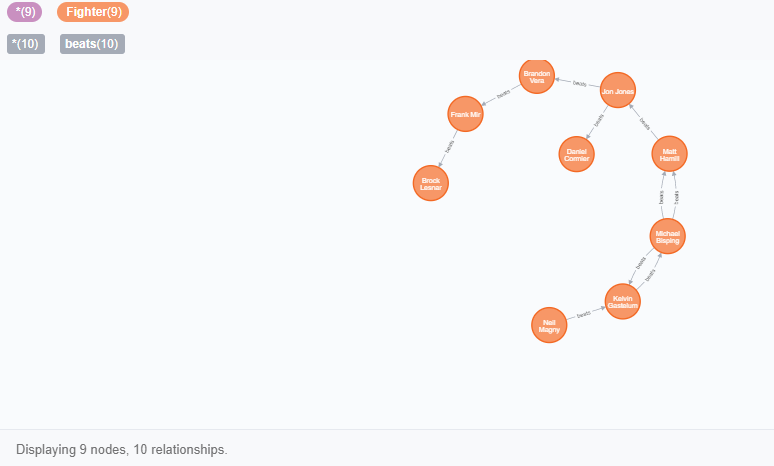 *(9) Fighter(9)
*(10) beats(10)
Brandon
Vera
beats
Jon Jones
beats
Frank Mir
beats
beats
beats
Daniel
Cormier
Matt
Hamill
Brock
Lesnar
beats
beats
Michael
Bisping
beats
beats
Kelvin
Gastelum
beats
Neil
Magny
Displaying 9 nodes, 10 relationships.